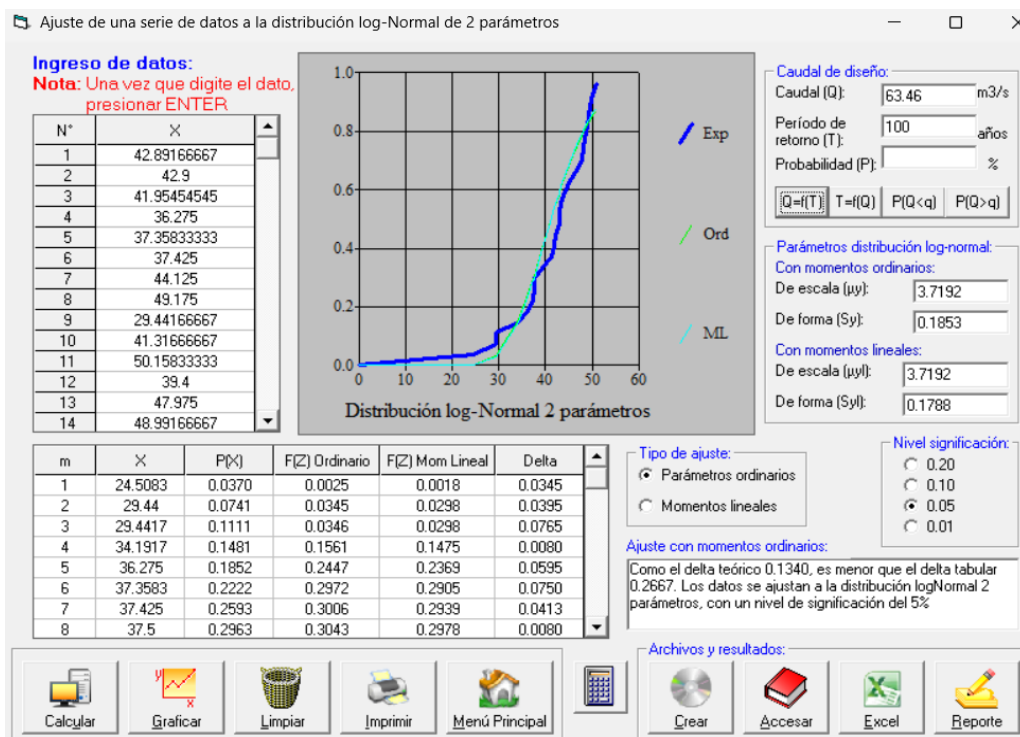 Ajuste de una serie de datos a la distribución log-Normal de 2 parámetros
Ingreso de datos:
Nota: Una vez que digite el dato,
presionar ENTER
N° X
1 42.89166667
2 42.9
3 41.95454545
4 36.275
5 37.35833333
6 37.425
7 44.125
8 49.175
9 29.44166667
10 41.31666667
11 50.15833333
12 39.4
13 47.975
14 48.99166667
1.0
0.8
0.6
0.4
0.2
0.0
0 10 20 30 40 50 60
Distribución log-Normal 2 parámetros
Exp
Ord
ML
Caudal de diseño:
Caudal (Q): 63.46 m3/s
Período de
retorno (T): 100 años
Probabilidad (P): %
Q=f(T) T=f(Q) P(Q<q) P(Q>q)
Parámetros distribución log-normal:
Con momentos ordinarios:
De escala (µy): 3.7192
De forma (Sy): 0.1853
Con momentos lineales:
De escala (µyl): 3.7192
De forma (Syl): 0.1788
m X P(X) F(Z) Ordinario F(Z) Mom Lineal Delta
1 24.5083 0.0370 0.0025 0.0018 0.0345
2 29.44 0.0741 0.0345 0.0298 0.0395
3 29.4417 0.1111 0.0346 0.0298 0.0765
4 34.1917 0.1481 0.1561 0.1475 0.0080
5 36.275 0.1852 0.2447 0.2369 0.0595
6 37.3583 0.2222 0.2972 0.2905 0.0750
7 37.425 0.2593 0.3006 0.2939 0.0413
8 37.5 0.2963 0.3043 0.2978 0.0080
Tipo de ajuste:
Parámetros ordinarios
Momentos lineales
Nivel significación:
0.20
0.10
0.05
0.01
Ajuste con momentos ordinarios:
Como el delta teórico 0.1340, es menor que el delta tabular
0.2667. Los datos se ajustan a la distribución logNormal 2
parámetros, con un nivel de significación del 5%
Calcular Graficar Limpiar Imprimir Menú Principal
Archivos y resultados:
Crear Accesar Excel Reporte